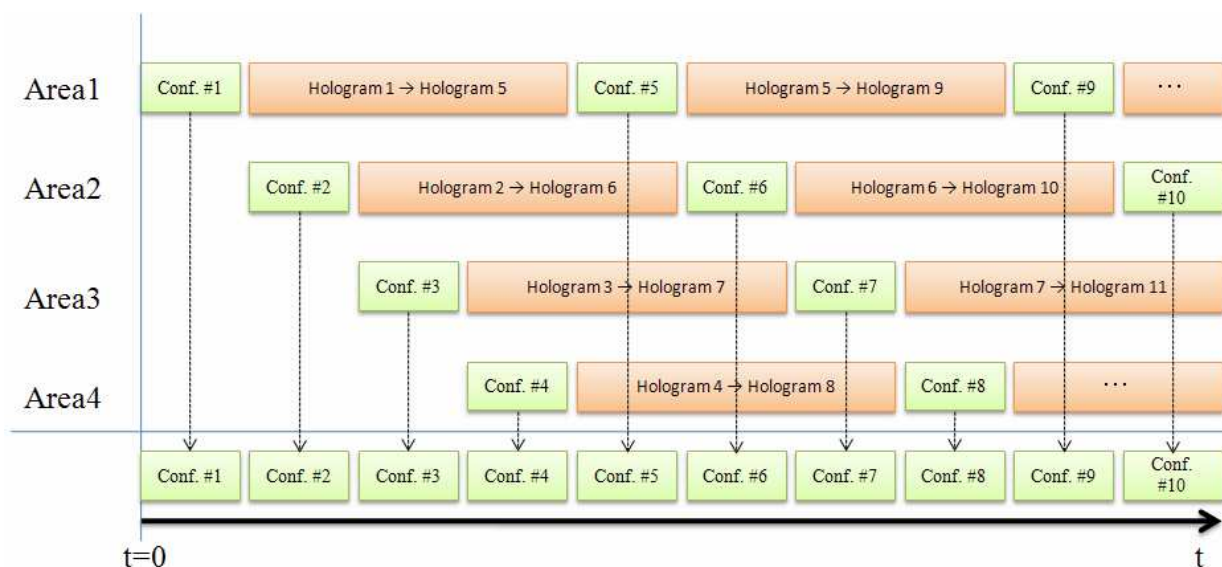 Area1
Conf. #1
Hologram 1 → Hologram 5
Conf. #5
Hologram 5 → Hologram 9
Conf. #9
...
Area2
Conf. #2
Hologram 2 → Hologram 6
Conf. #6
Hologram 6 → Hologram 10
Conf.
#10
Area3
Conf. #3
Hologram 3 → Hologram 7
Conf. #7
Hologram 7 → Hologram 11
Area4
Conf. #4
Hologram 4 → Hologram 8
Conf. #8
...
Conf. #1
Conf. #2
Conf. #3
Conf. #4
Conf. #5
Conf. #6
Conf. #7
Conf. #8
Conf. #9
Conf.
#10
t=0
t